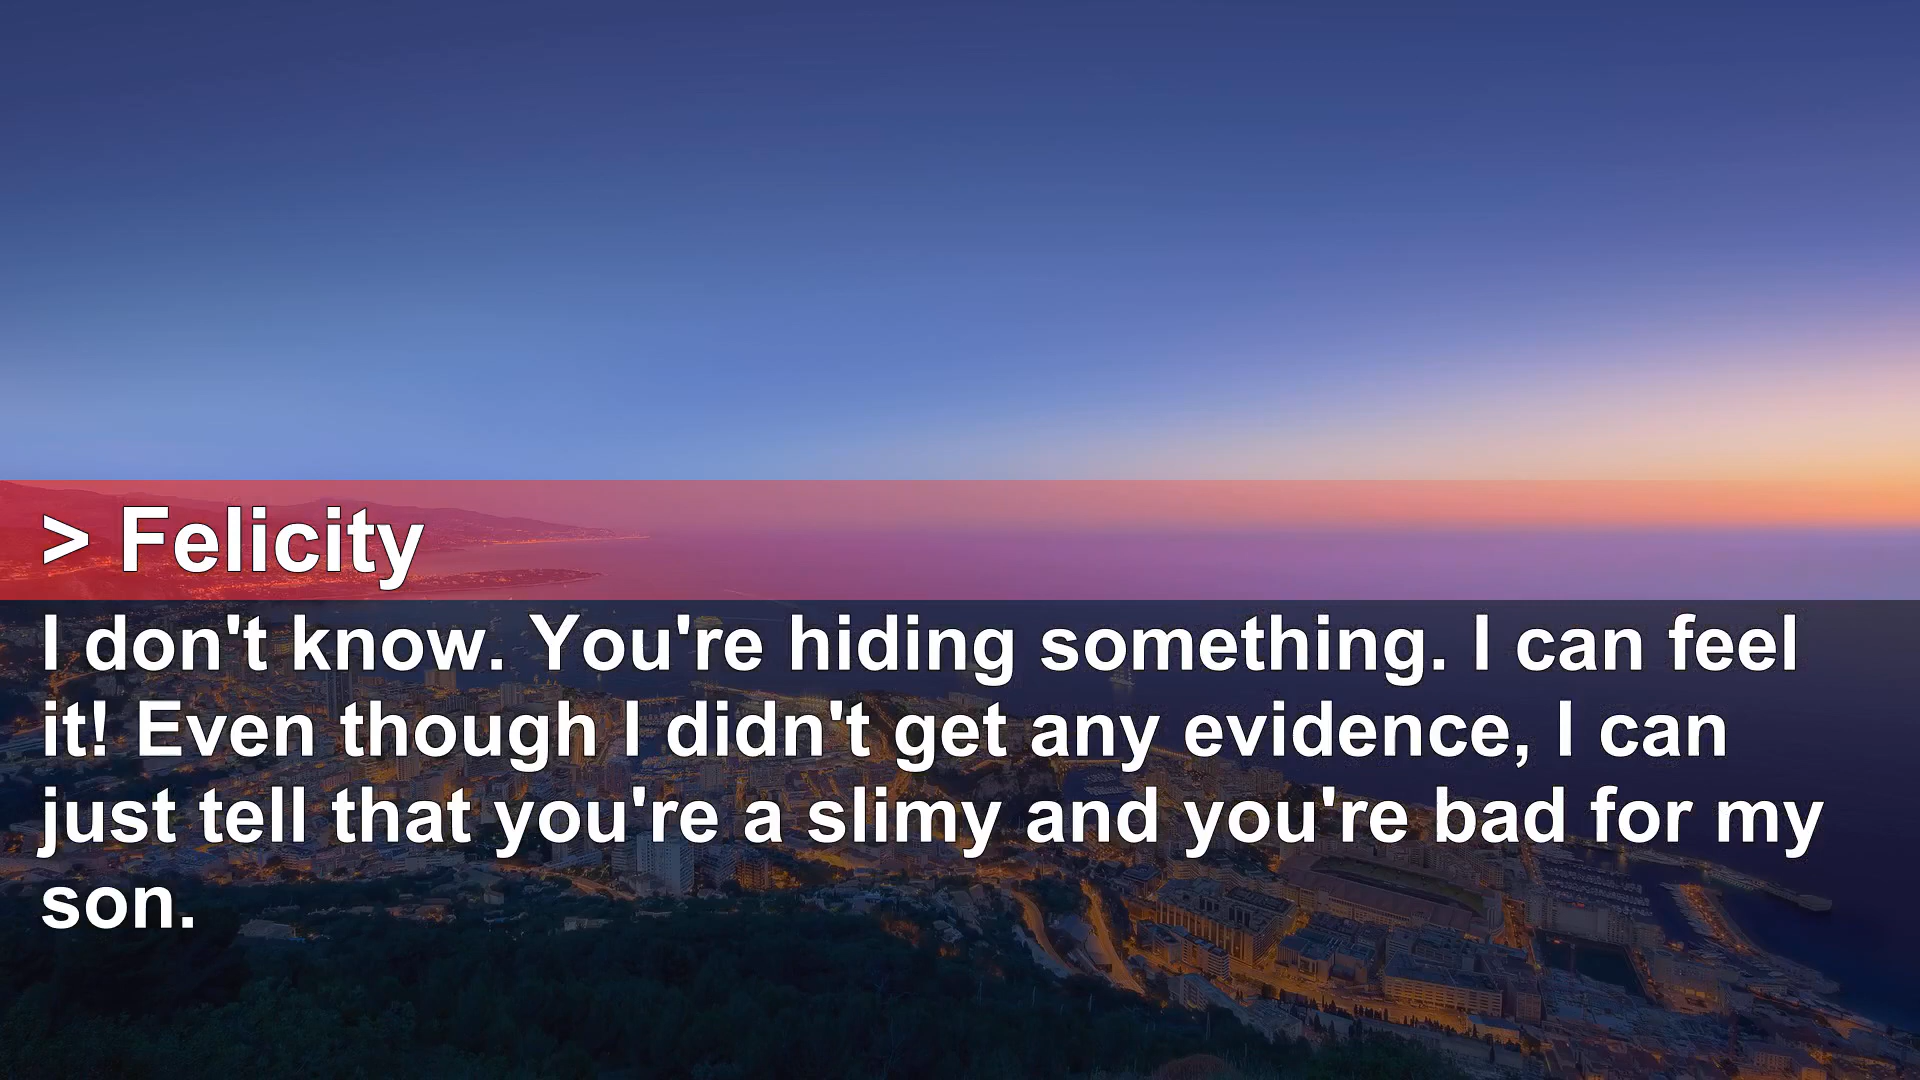 > Felicity
I don't know. You're hiding something. I can feel
it! Even though I didn't get any evidence, I can
just tell that you're a slimy and you're bad for my
son.